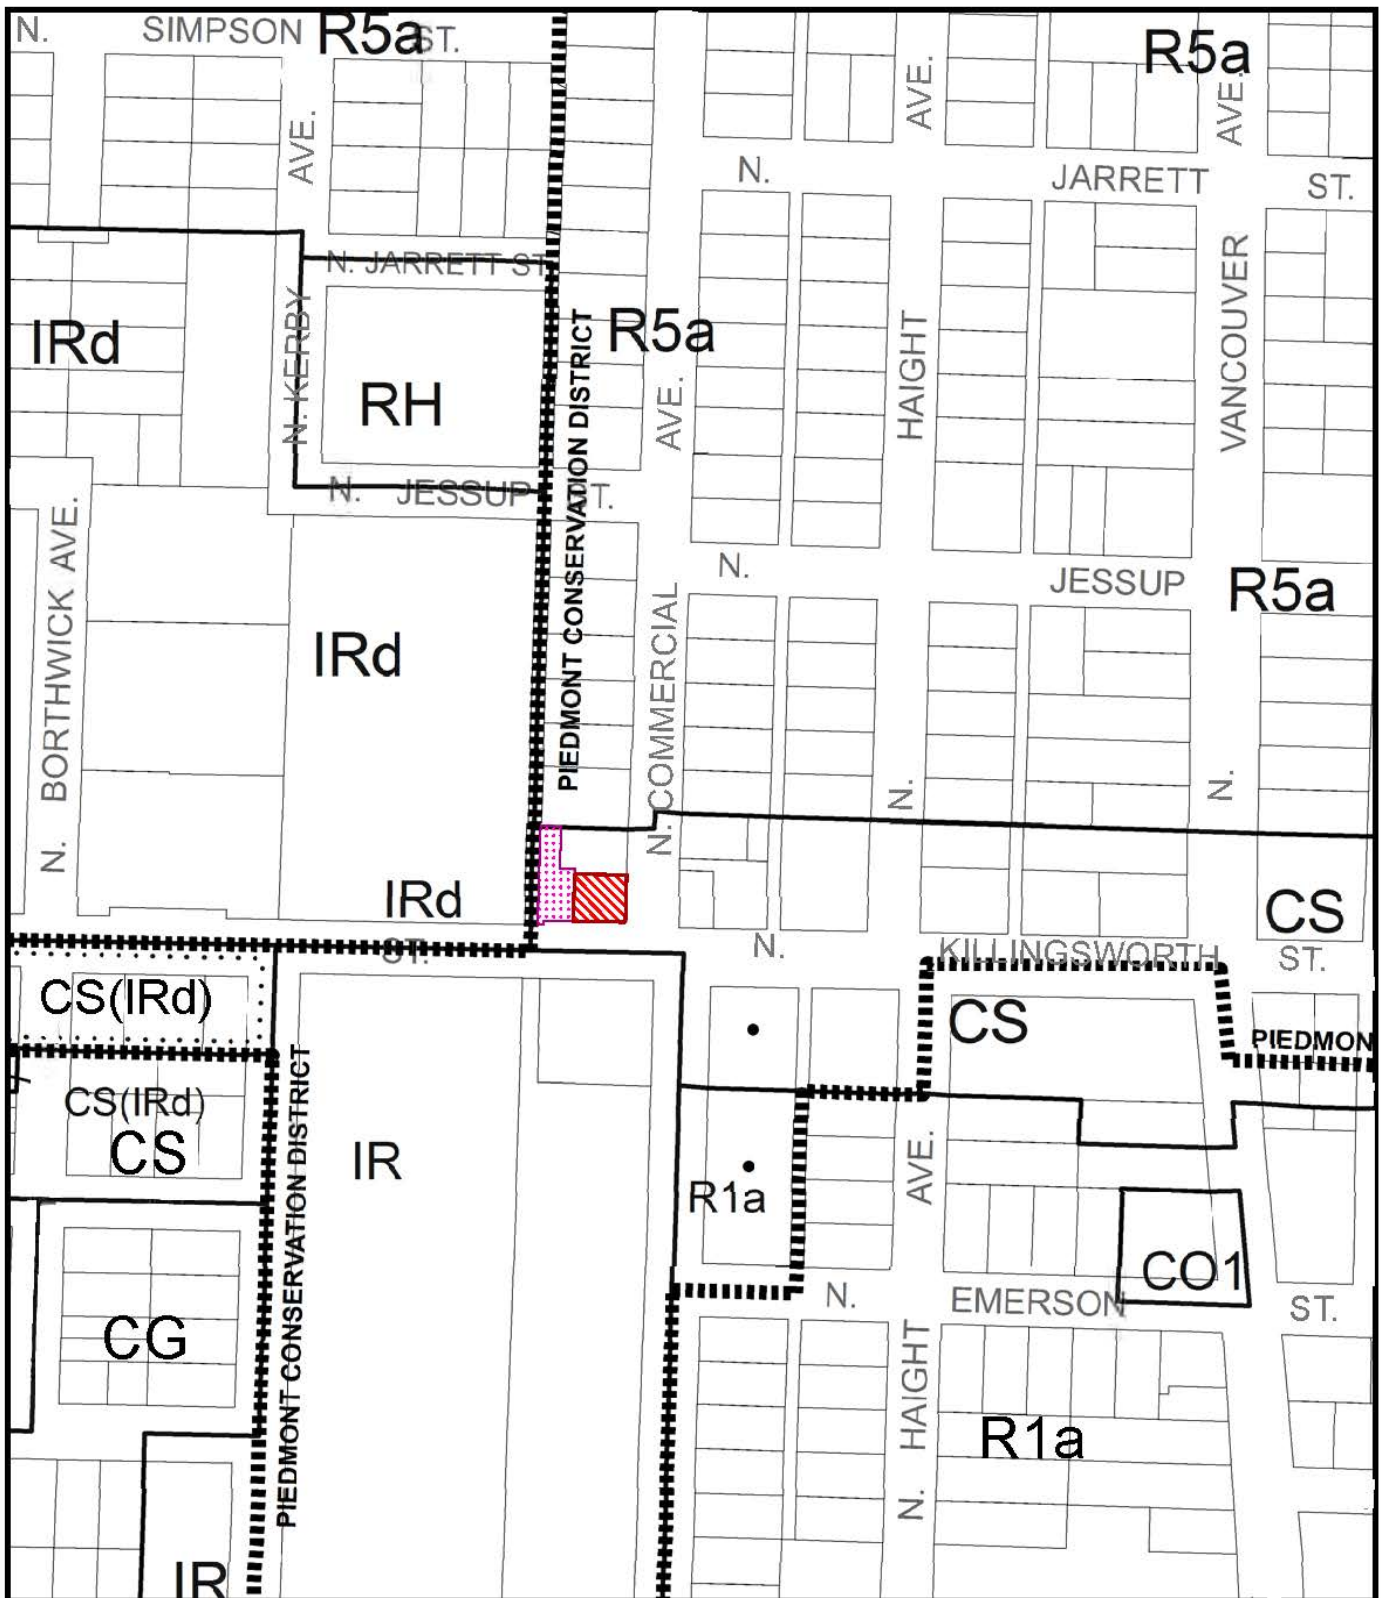 N. SIMPSON ST.
R5a
R5a
AVE.
AVE.
AVE.
N. JARRETT ST.
N. JARRETT ST
IRd
N. KERBY
RH
PIEDMONT CONSERVATION DISTRICT
R5a
AVE.
HAIGHT
VANCOUVER
N. JESSUP ST.
N. BORTHWICK AVE.
N. JESSUP
R5a
IRd
N. COMMERCIAL
N.
N.
IRd
CS
ST.
N. KILLINGSWORTH ST.
CS(IRd)
CS
PIEDMON
CS(IRd)
CS
PIEDMONT CONSERVATION DISTRICT
IR
AVE.
R1a
CO1
N. EMERSON ST.
CG
N. HAIGHT
R1a
IR